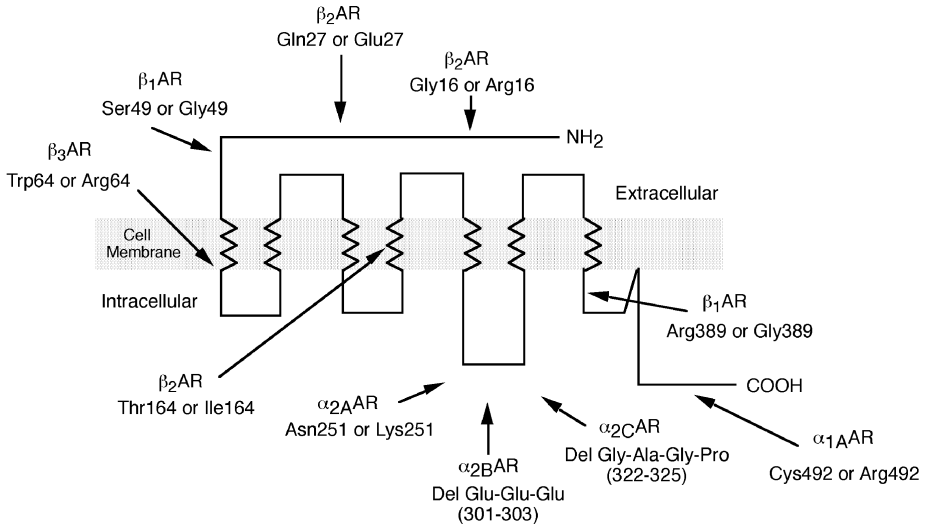 β₂AR
Gln27 or Glu27
β₂AR
Gly16 or Arg16
β₁AR
Ser49 or Gly49
NH₂
β₃AR
Trp64 or Arg64
Extracellular
Cell
Membrane
Intracellular
β₁AR
Arg389 or Gly389
β₂AR
Thr164 or Ile164
COOH
α₂AAR
Asn251 or Lys251
α₂CAR
Del Gly-Ala-Gly-Pro
(322-325)
α₁AAR
Cys492 or Arg492
α₂BAR
Del Glu-Glu-Glu
(301-303)